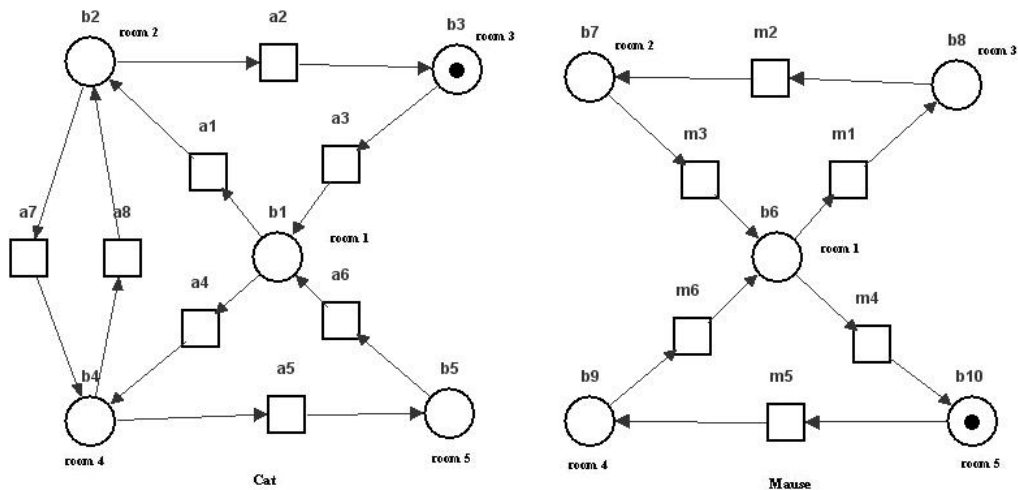 b2
room 2
a2
b3
room 3
a1
a3
a7
a8
b1
room 1
a4
a6
b4
a5
b5
room 4
room 5
Cat
b7
room 2
m2
b8
room 3
m3
m1
b6
room 1
m6
m4
b9
m5
b10
room 4
room 5
Mause